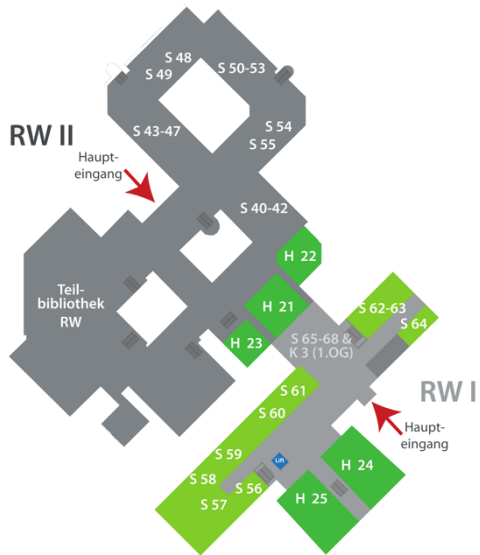 S 48
S 49
S 50-53
S 43-47
S 54
S 55
RW II
Haupt-
eingang
S 40-42
H 22
Teil-
bibliothek
RW
H 21
H 23
S 62-63
S 64
S 65-68 &
K 3 (1.OG)
RW I
Haupt-
eingang
S 61
S 60
S 59
S 58
S 57
S 56
Lift
H 24
H 25